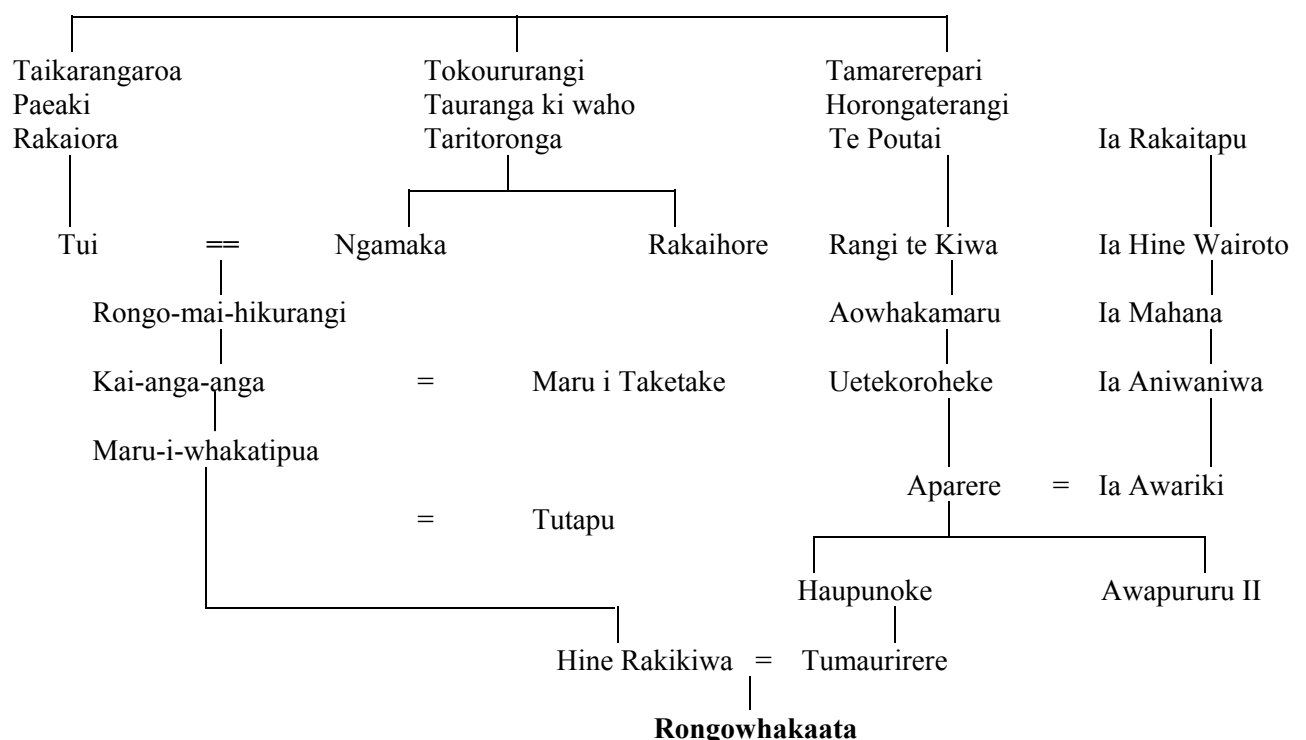 Taikarangaroa Tokoururangi Tamarerepari
Paeaki Tauranga ki waho Horongaterangi
Rakaiora Taritoronga Te Poutai Ia Rakaitapu
Tui == Ngamaka Rakaihore Rangi te Kiwa Ia Hine Wairoto
Rongo-mai-hikurangi Aowhakamaru Ia Mahana
Kai-anga-anga = Maru i Taketake Uetekoroheke Ia Aniwaniwa
Maru-i-whakatipua
Aparere = Ia Awariki
= Tutapu
Haupunoke Awapururu II
Hine Rakikiwa = Tumaurirere
Rongowhakaata